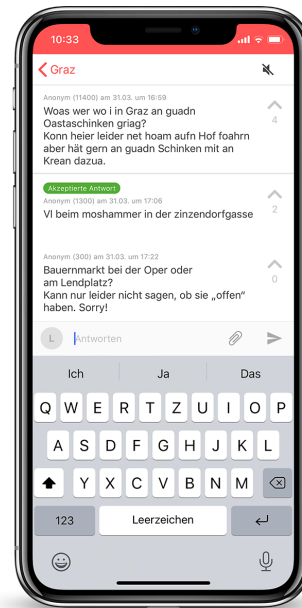 10:33
Graz
Anonym (11400) am 31.03. um 16:59
Woas wer wo i in Graz an guadn
Oastaschinken griag?
Konn heier leider net hoam aufn Hof foahrn
aber hät gern an guadn Schinken mit an
Krean dazua.
4
Akzeptierte Antwort
Anonym (1300) am 31.03. um 17:06
Vl beim moshammer in der zinzendorfgasse
2
Anonym (300) am 31.03. um 17:22
Bauernmarkt bei der Oper oder
am Lendplatz?
Kann nur leider nicht sagen, ob sie „offen"
haben. Sorry!
0
L Antworten
Ich Ja Das
Q W E R T Z U I O P
A S D F G H J K L
Y X C V B N M
123 Leerzeichen